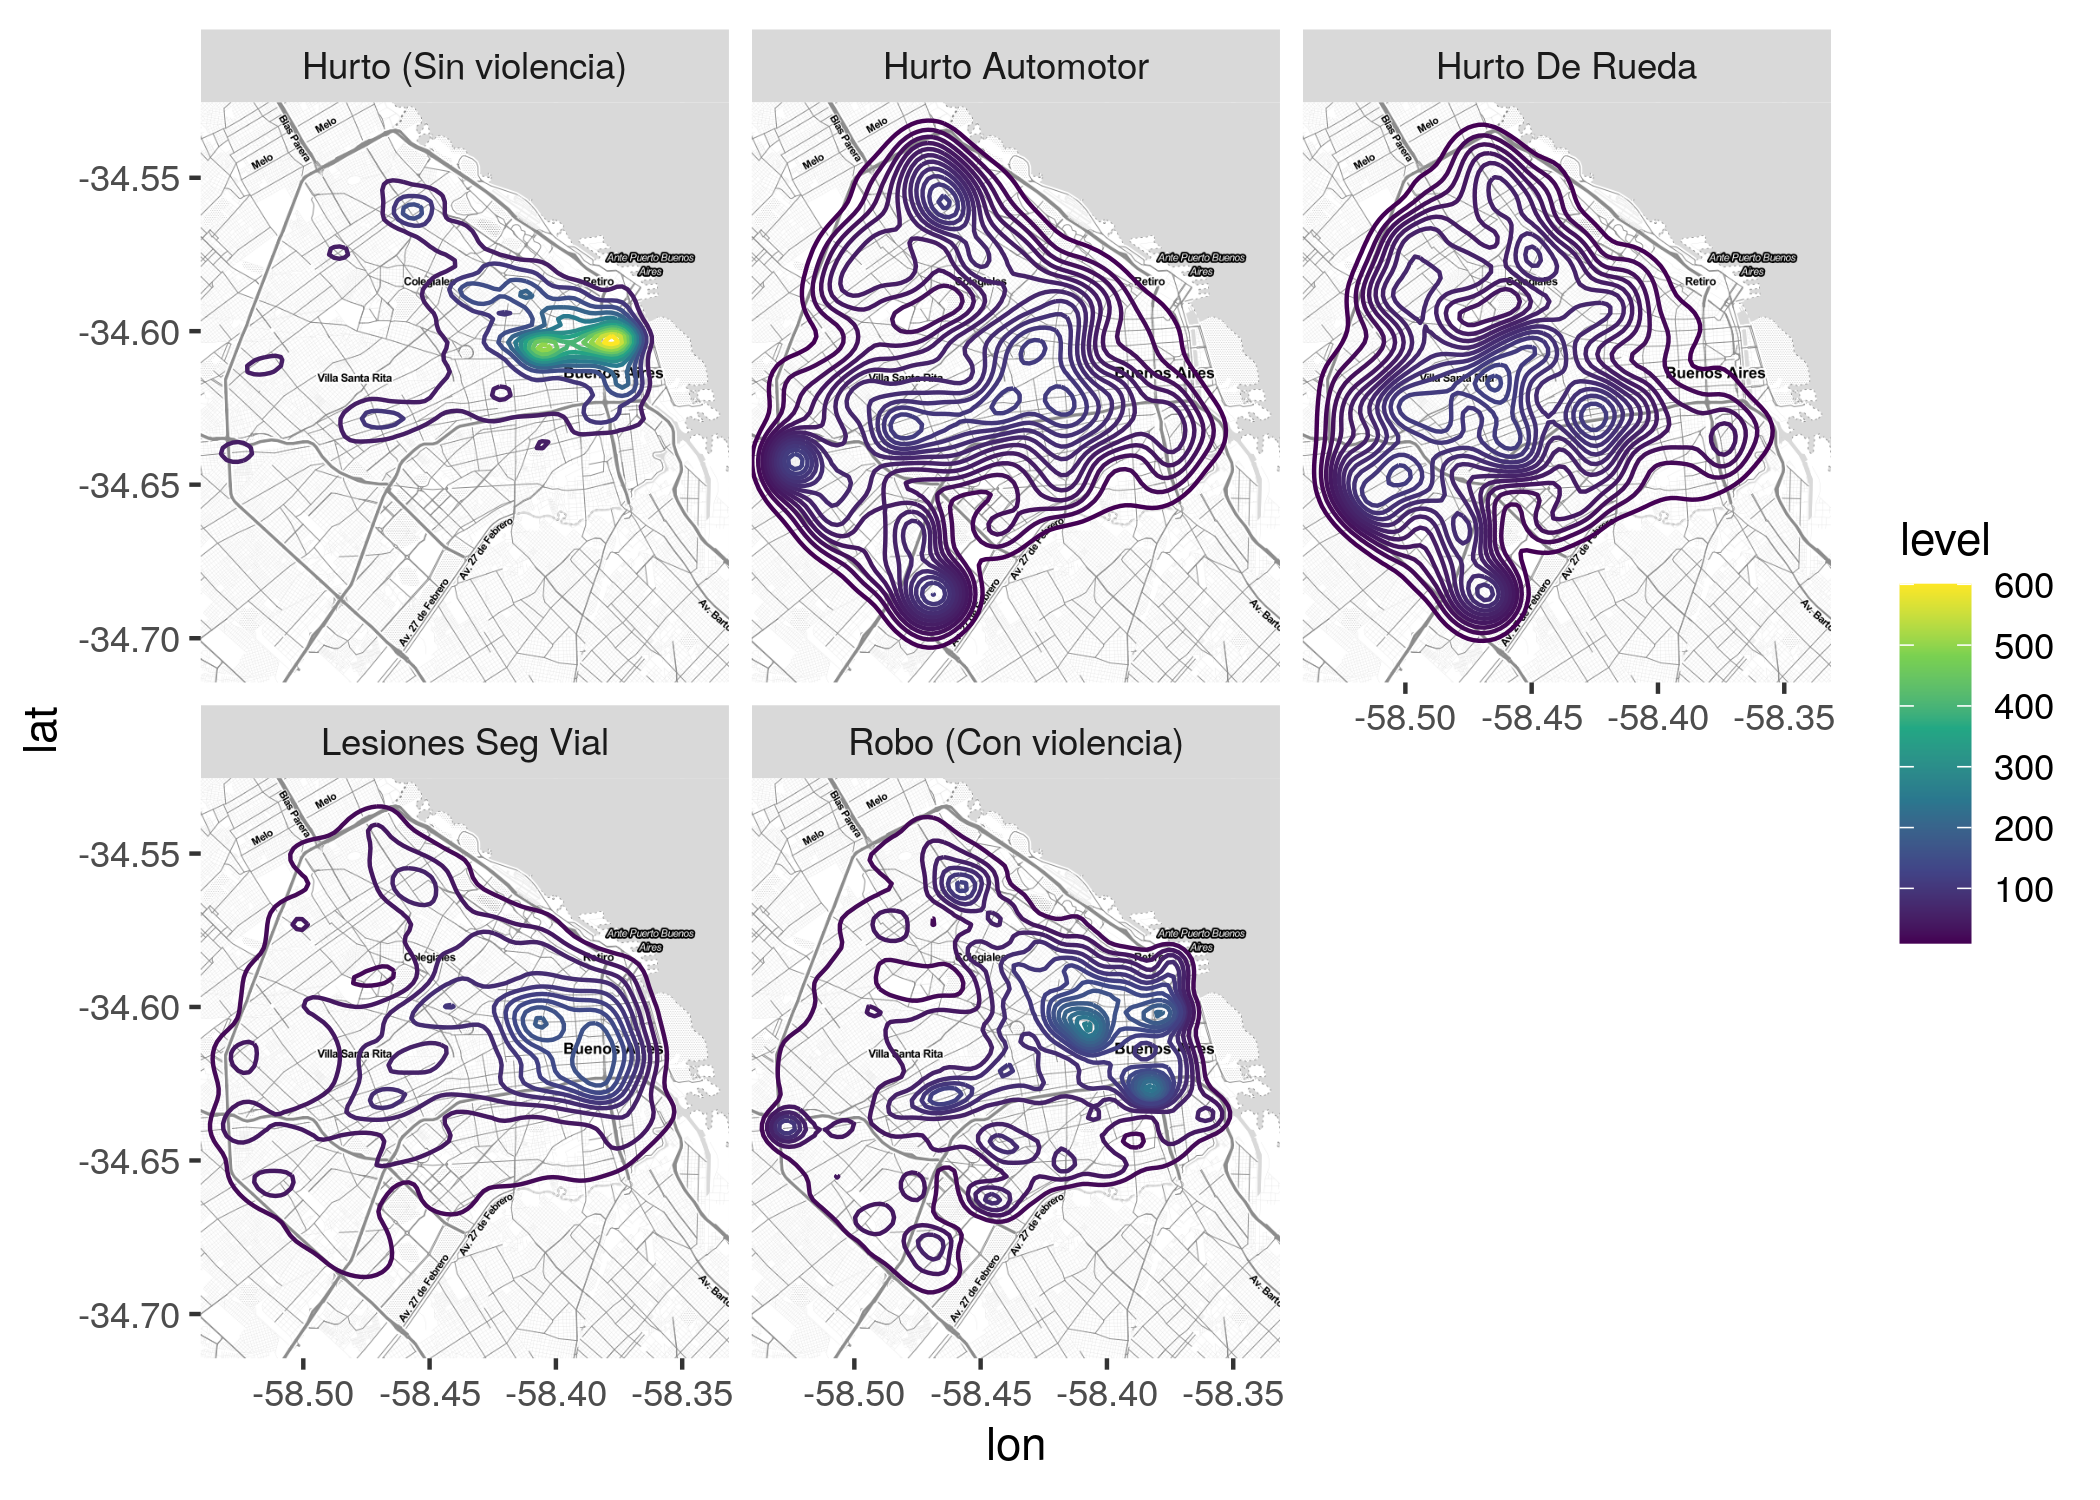 Hurto (Sin violencia)
Hurto Automotor
Hurto De Rueda
Blas Parera
Melo
Melo
Ante Puerto Buenos
Aires
Colegiales
Retiro
Villa Santa Rita
Buenos Aires
Av. 27 de Febrero
Av. 27 de Febrero
Av. Barto
Blas Parera
Melo
Melo
Ante Puerto Buenos
Aires
Colegiales
Retiro
Villa Santa Rita
Buenos Aires
Av. 27 de Febrero
Av. 27 de Febrero
Av. Barto
Blas Parera
Melo
Melo
Ante Puerto Buenos
Aires
Colegiales
Retiro
Villa Santa Rita
Buenos Aires
Av. 27 de Febrero
Av. 27 de Febrero
Av. Barto
-34.55
-34.60
-34.65
-34.70
-58.50
-58.45
-58.40
-58.35
Lesiones Seg Vial
Robo (Con violencia)
Blas Parera
Melo
Melo
Ante Puerto Buenos
Aires
Colegiales
Retiro
Villa Santa Rita
Buenos Aires
Av. 27 de Febrero
Av. 27 de Febrero
Av. Barto
Blas Parera
Melo
Melo
Ante Puerto Buenos
Aires
Colegiales
Retiro
Villa Santa Rita
Buenos Aires
Av. 27 de Febrero
Av. 27 de Febrero
Av. Barto
-34.55
-34.60
-34.65
-34.70
-58.50
-58.45
-58.40
-58.35
-58.50
-58.45
-58.40
-58.35
lat
lon
level
600
500
400
300
200
100